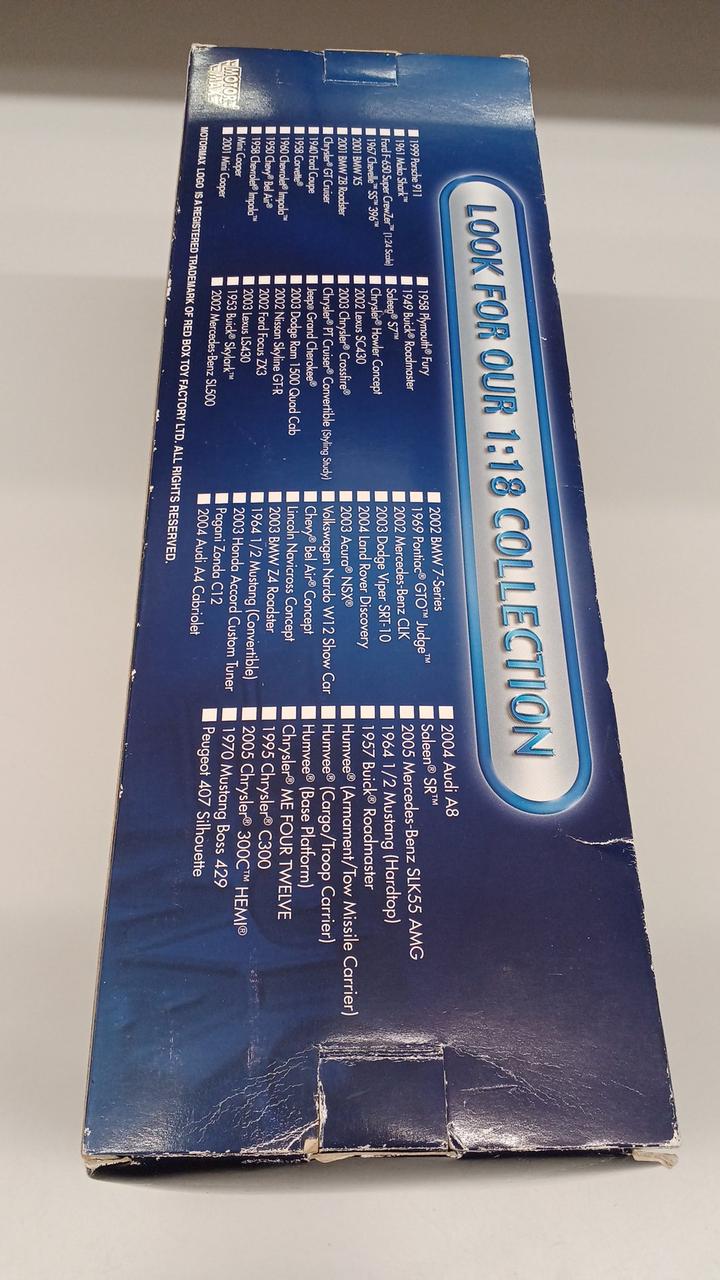 LOOK FOR OUR 1:18 COLLECTION
1999 Porsche 911
1961 Mako Shark™
Ford F-650 Super CrewZer™ (1:24 Scale)
1967 Chevelle™ SS™ 396™
2001 BMW X5
2001 BMW Z8 Roadster
Chrysler® GT Cruiser
1940 Ford Coupe
1958 Corvette®
1960 Chevrolet® Impala™
1950 Chevy® Bel Air®
1958 Chevrolet® Impala™
Mini Cooper
2001 Mini Cooper
1958 Plymouth® Fury
1949 Buick® Roadmaster
Saleen® S7™
Chrysler® Howler Concept
2002 Lexus SC430
2003 Chrysler® Crossfire®
Chrysler® PT Cruiser® Convertible (Styling Study)
Jeep® Grand Cherokee®
2003 Dodge Ram 1500 Quad Cab
2002 Nissan Skyline GT-R
2002 Ford Focus ZX3
2003 Lexus LS430
1953 Buick® Skylark™
2002 Mercedes-Benz SL500
2002 BMW 7-Series
1969 Pontiac® GTO™ Judge™
2002 Mercedes-Benz CLK
2003 Dodge Viper SRT-10
2004 Land Rover Discovery
2003 Acura® NSX®
Volkswagen Nardo W12 Show Car
Chevy® Bel Air® Concept
Lincoln Navicross Concept
2003 BMW Z4 Roadster
1964 1/2 Mustang (Convertible)
2003 Honda Accord Custom Tuner
Pagani Zonda C12
2004 Audi A4 Cabriolet
2004 Audi A8
Saleen® SR™
2005 Mercedes-Benz SLK55 AMG
1964 1/2 Mustang (Hardtop)
1957 Buick® Roadmaster
Humvee® (Armament/Tow Missile Carrier)
Humvee® (Cargo/Troop Carrier)
Humvee® (Base Platform)
Chrysler® ME FOUR TWELVE
1995 Chrysler® C300
2005 Chrysler® 300C™ HEMI®
1970 Mustang Boss 429
Peugeot 407 Silhouette
MOTOR MAX
MOTORMAX LOGO IS A REGISTERED TRADEMARK OF RED BOX TOY FACTORY LTD. ALL RIGHTS RESERVED.